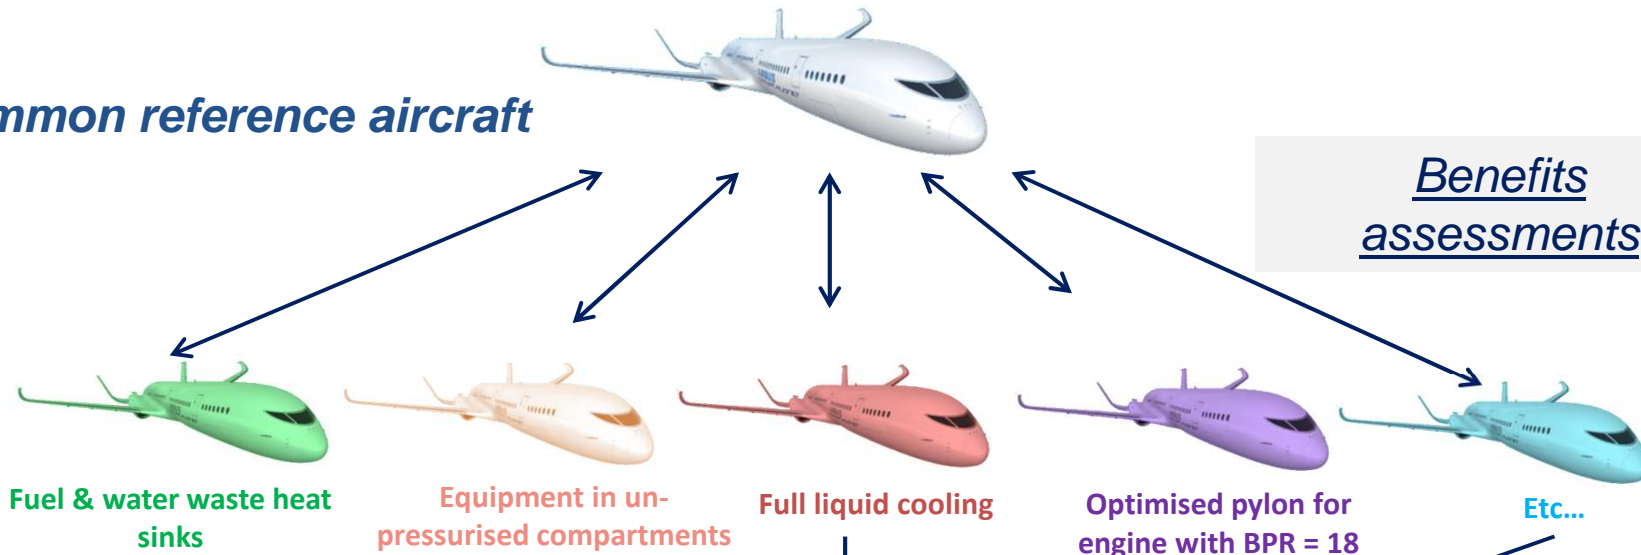 mmon reference aircraft
Benefits
assessments
Fuel & water waste heat
sinks
Equipment in un-
pressurised compartments
Full liquid cooling
Optimised pylon for
engine with BPR = 18
Etc...